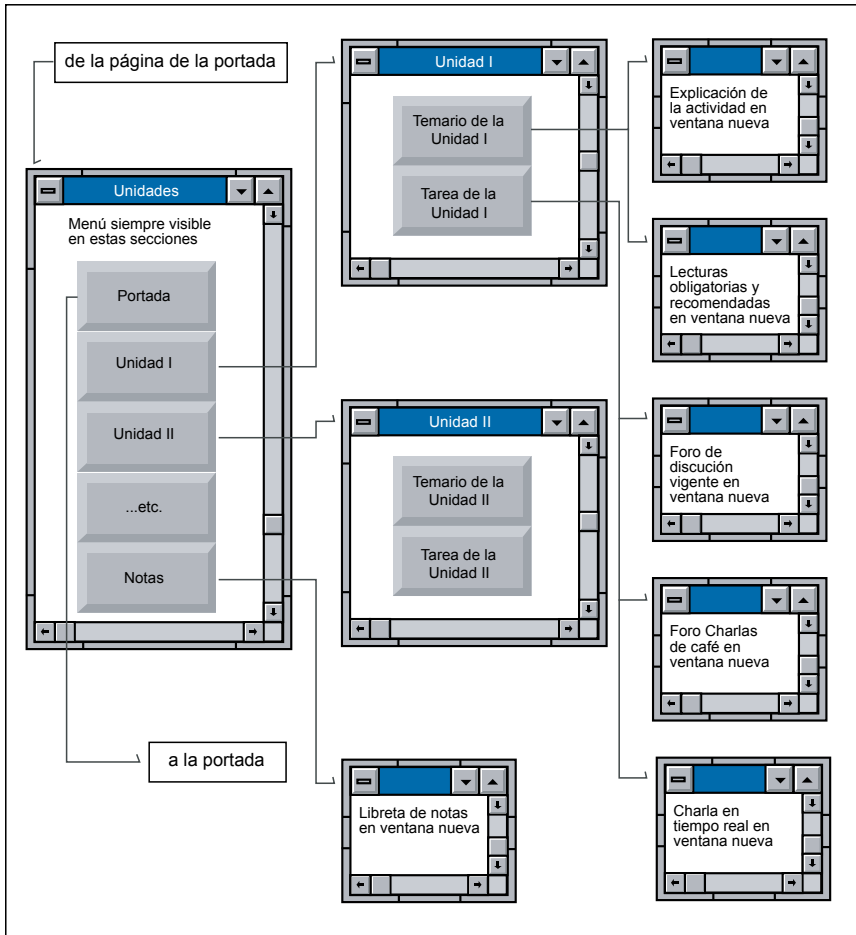 de la página de la portada
Unidades
Menú siempre visible
en estas secciones
Portada
Unidad I
Unidad II
...etc.
Notas
a la portada
Unidad I
Temario de la
Unidad I
Tarea de la
Unidad I
Unidad II
Temario de la
Unidad II
Tarea de la
Unidad II
Libreta de notas
en ventana nueva
Explicación de
la actividad en
ventana nueva
Lecturas
obligatorias y
recomendadas
en ventana nueva
Foro de
discución
vigente en
ventana nueva
Foro Charlas
de café en
ventana nueva
Charla en
tiempo real en
ventana nueva